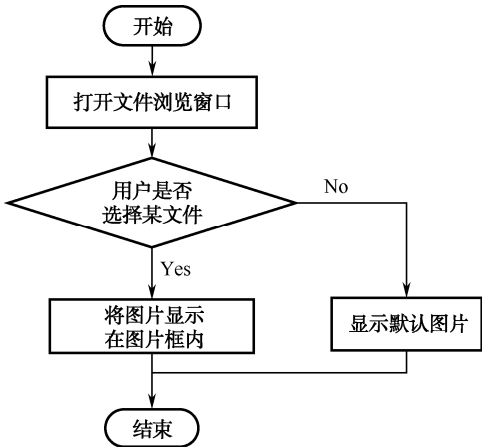 开始
打开文件浏览窗口
用户是否
选择某文件
No
Yes
将图片显示
在图片框内
显示默认图片
结束